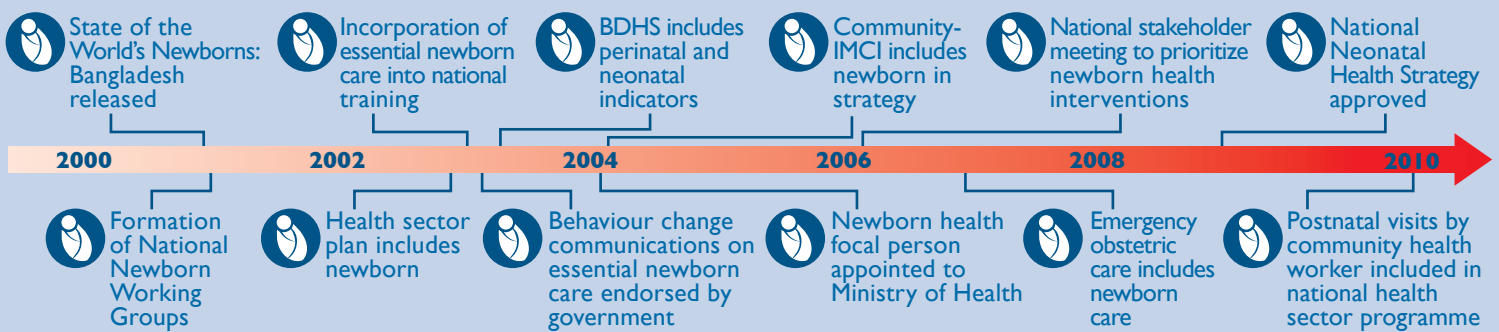 State of the
World's Newborns:
Bangladesh
released
Incorporation of
essential newborn
care into national
training
BDHS includes
perinatal and
neonatal
indicators
Community-
IMCI includes
newborn in
strategy
National stakeholder
meeting to prioritize
newborn health
interventions
National
Neonatal
Health Strategy
approved
2000 2002 2004 2006 2008 2010
Formation
of National
Newborn
Working
Groups
Health sector
plan includes
newborn
Behaviour change
communications on
essential newborn
care endorsed by
government
Newborn health
focal person
appointed to
Ministry of Health
Emergency
obstetric
care includes
newborn
care
Postnatal visits by
community health
worker included in
national health
sector programme